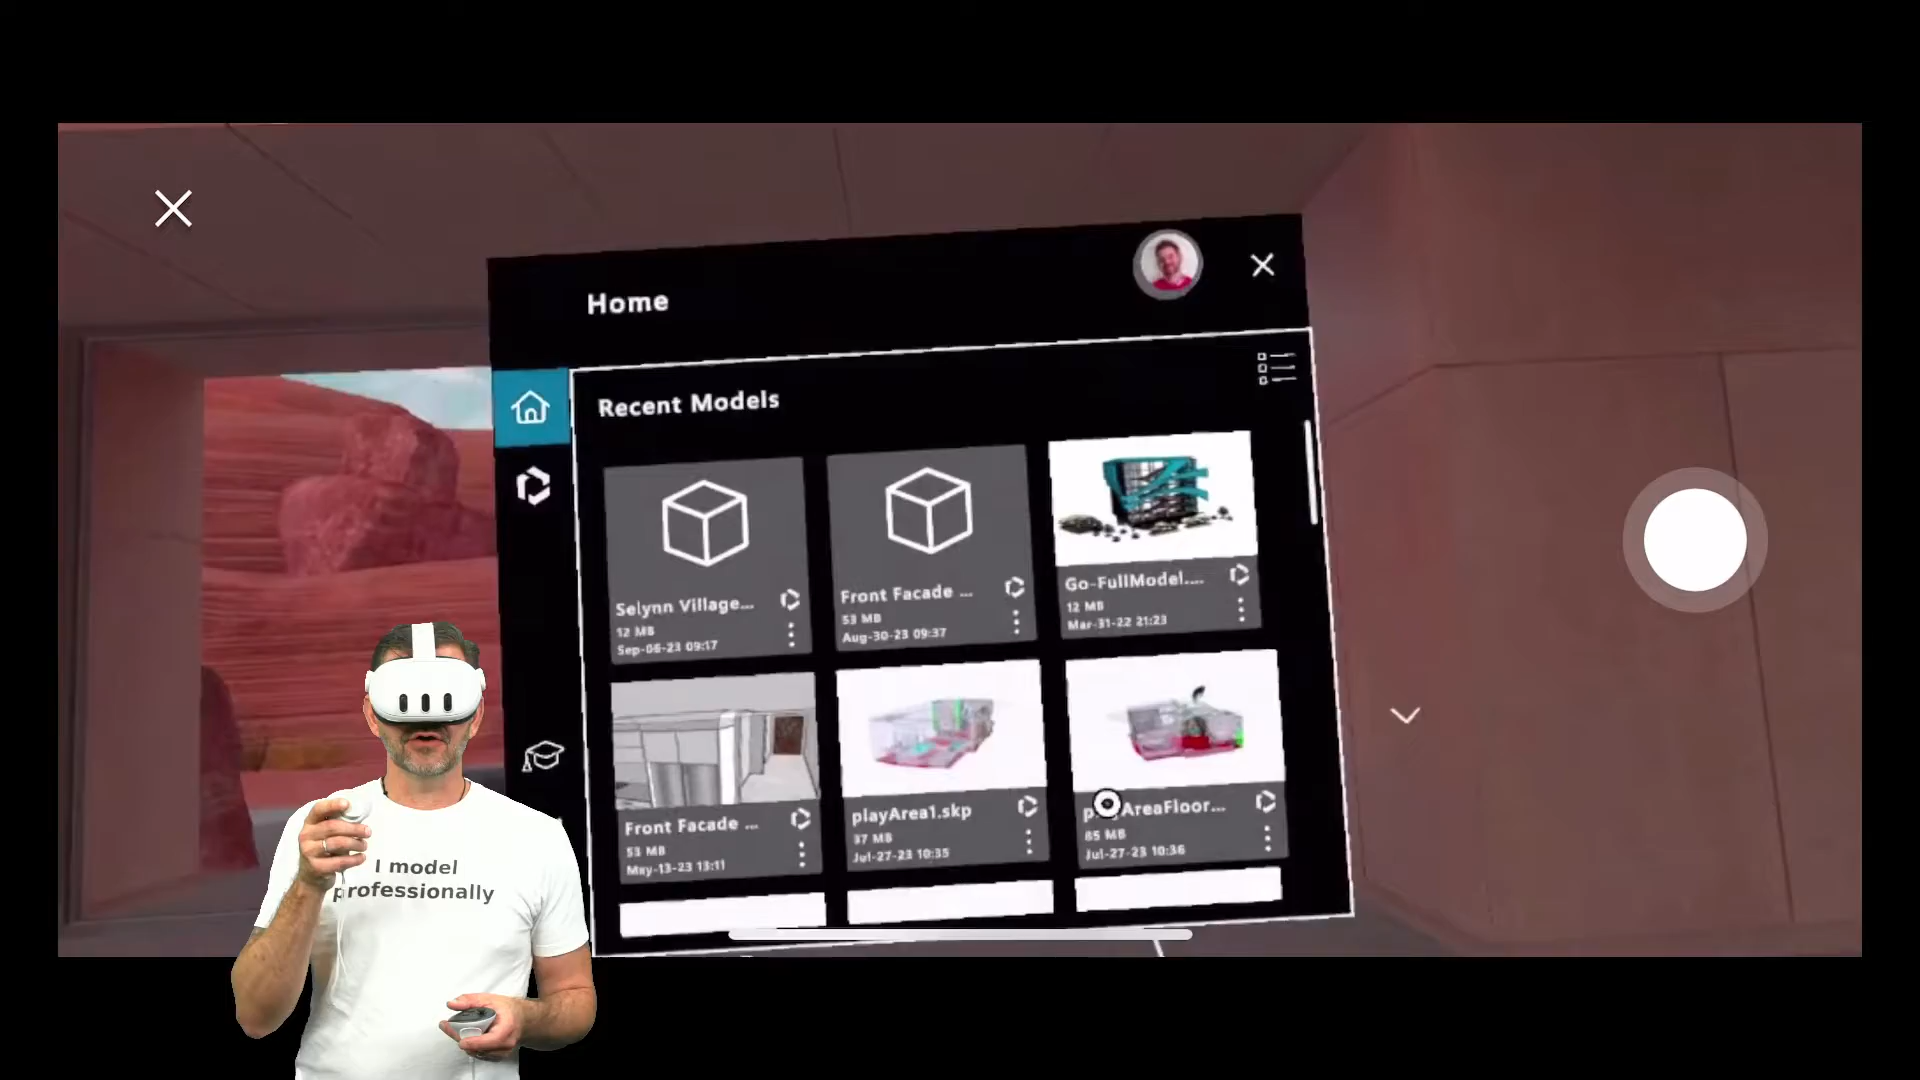 Home
Recent Models
Selynn Village...
12 MB
Sep-06-23 09:17
Front Facade ...
53 MB
Aug-30-23 09:37
Go-FullModel....
12 MB
Mar-31-22 21:23
Front Facade ...
53 MB
May-13-23 13:11
playArea1.skp
37 MB
Jul-27-23 10:35
AreaFloor...
85 MB
Jul-27-23 10:36
I model
professionally